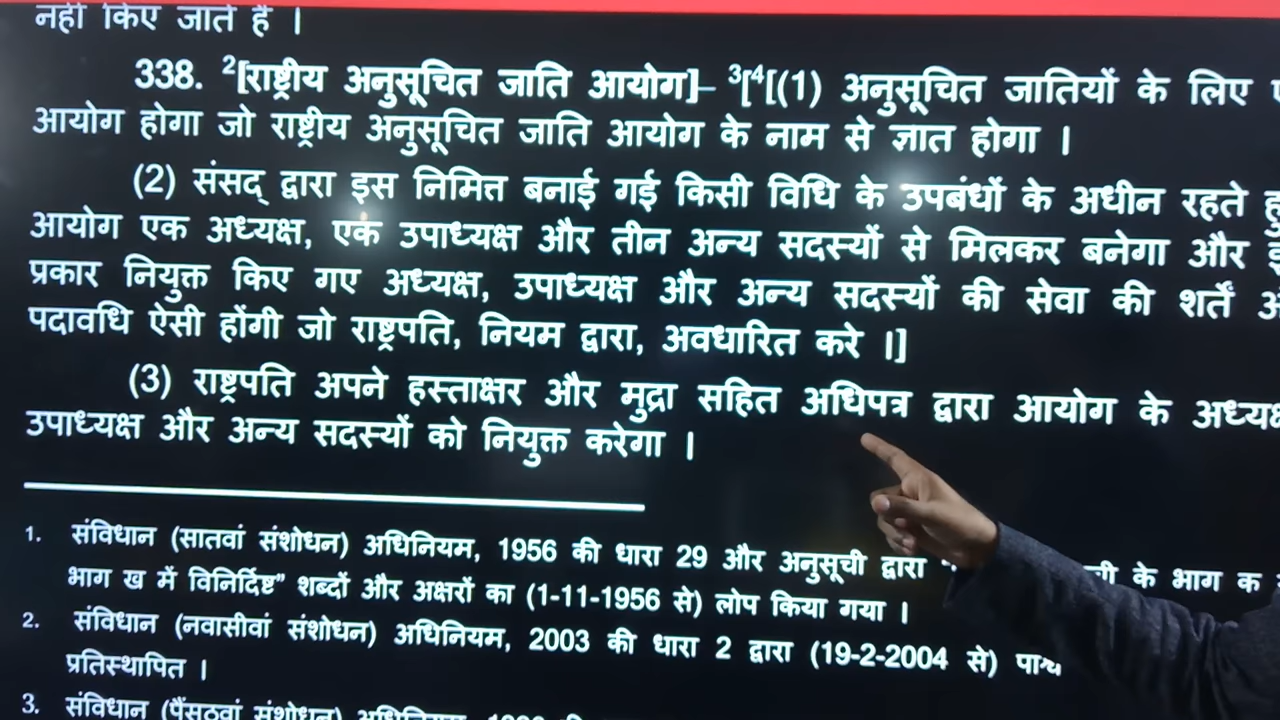 नहीं किए जाते हैं ।
338. ²[राष्ट्रीय अनुसूचित जाति आयोग]– ³[⁴[(1) अनुसूचित जातियों के लिए
आयोग होगा जो राष्ट्रीय अनुसूचित जाति आयोग के नाम से ज्ञात होगा ।
(2) संसद् द्वारा इस निमित्त बनाई गई किसी विधि के उपबंधों के अधीन रहते
आयोग एक अध्यक्ष, एक उपाध्यक्ष और तीन अन्य सदस्यों से मिलकर बनेगा और
प्रकार नियुक्त किए गए अध्यक्ष, उपाध्यक्ष और अन्य सदस्यों की सेवा की शर्तें
पदावधि ऐसी होंगी जो राष्ट्रपति, नियम द्वारा, अवधारित करे ।]
(3) राष्ट्रपति अपने हस्ताक्षर और मुद्रा सहित अधिपत्र द्वारा आयोग के
उपाध्यक्ष और अन्य सदस्यों को नियुक्त करेगा ।
1. संविधान (सातवां संशोधन) अधिनियम, 1956 की धारा 29 और अनुसूची द्वारा के भाग क
भाग ख में विनिर्दिष्ट” शब्दों और अक्षरों का (1-11-1956 से) लोप किया गया ।
2. संविधान (नवासीवां संशोधन) अधिनियम, 2003 की धारा 2 द्वारा (19-2-2004 से)
प्रतिस्थापित ।
3. संविधान (पैंसठवां संशोधन) अधिनियम,